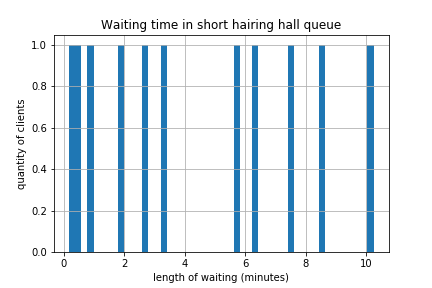 Waiting time in short hairing hall queue
1.0
0.8
0.6
0.4
0.2
0.0
quantity of clients
0 2 4 6 8 10
length of waiting (minutes)